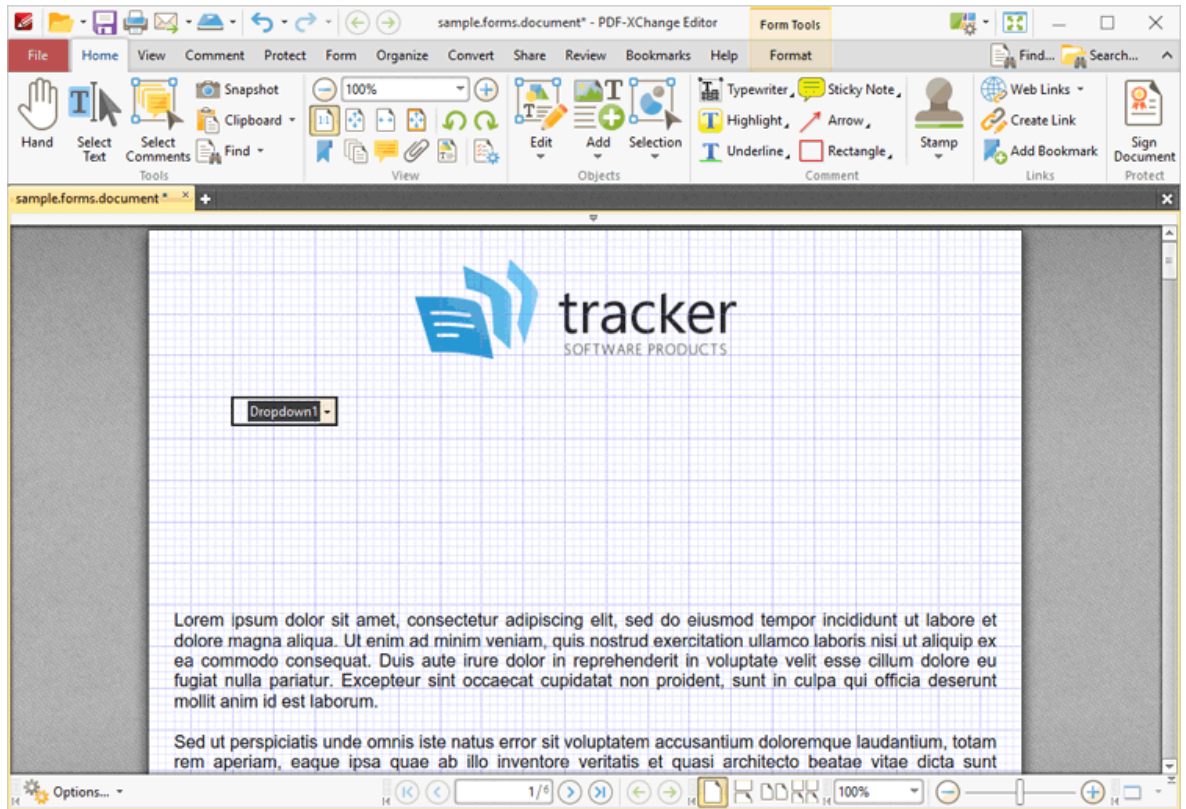 sample.forms.document* - PDF-XChange Editor
Form Tools
File Home View Comment Protect Form Organize Convert Share Review Bookmarks Help Format Find... Search...
Hand
Select Text
Select Comments
Snapshot
Clipboard
Find
Tools
100%
1:1
View
Edit
Add
Selection
Objects
Typewriter
Sticky Note
Highlight
Arrow
Underline
Rectangle
Stamp
Comment
Web Links
Create Link
Add Bookmark
Links
Sign Document
Protect
sample.forms.document *
tracker
SOFTWARE PRODUCTS
Dropdown1
Lorem ipsum dolor sit amet, consectetur adipiscing elit, sed do eiusmod tempor incididunt ut labore et
dolore magna aliqua. Ut enim ad minim veniam, quis nostrud exercitation ullamco laboris nisi ut aliquip ex
ea commodo consequat. Duis aute irure dolor in reprehenderit in voluptate velit esse cillum dolore eu
fugiat nulla pariatur. Excepteur sint occaecat cupidatat non proident, sunt in culpa qui officia deserunt
mollit anim id est laborum.
Sed ut perspiciatis unde omnis iste natus error sit voluptatem accusantium doloremque laudantium, totam
rem aperiam, eaque ipsa quae ab illo inventore veritatis et quasi architecto beatae vitae dicta sunt
Options...
1/6
100%